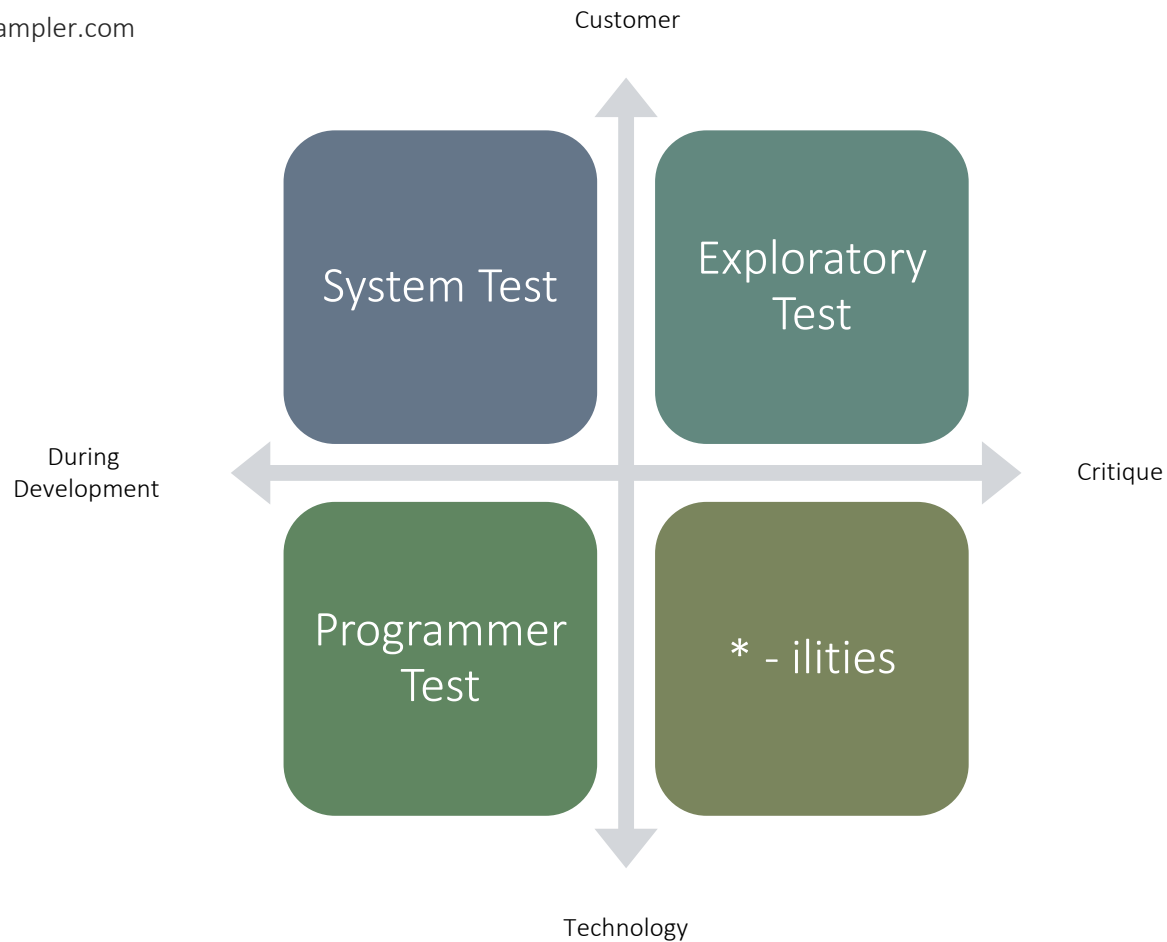 ampler.com
Customer
System Test
Exploratory
Test
During
Development
Critique
Programmer
Test
* - ilities
Technology